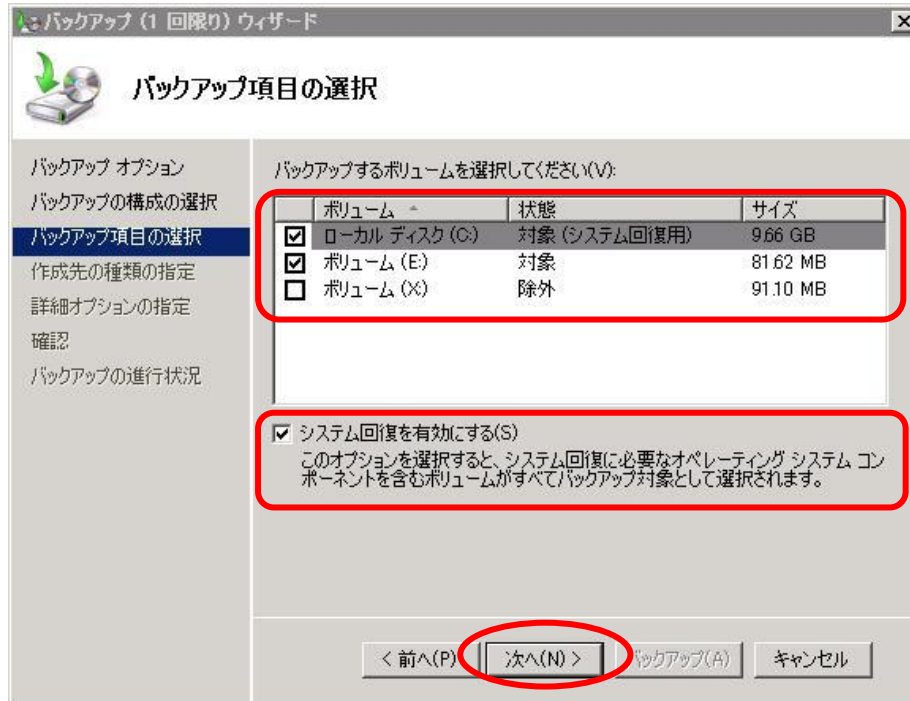 バックアップ (1 回限り) ウィザード
バックアップ項目の選択
バックアップ オプション
バックアップの構成の選択
バックアップ項目の選択
作成先の種類の指定
詳細オプションの指定
確認
バックアップの進行状況
バックアップするボリュームを選択してください(V):
ボリューム 状態 サイズ
ローカル ディスク (C:) 対象 (システム回復用) 9.66 GB
ボリューム (E:) 対象 81.62 MB
ボリューム (X:) 除外 91.10 MB
システム回復を有効にする(S)
このオプションを選択すると、システム回復に必要なオペレーティング システム コン
ポーネントを含むボリュームがすべてバックアップ対象として選択されます。
< 前へ(P) 次へ(N) > バックアップ(A) キャンセル